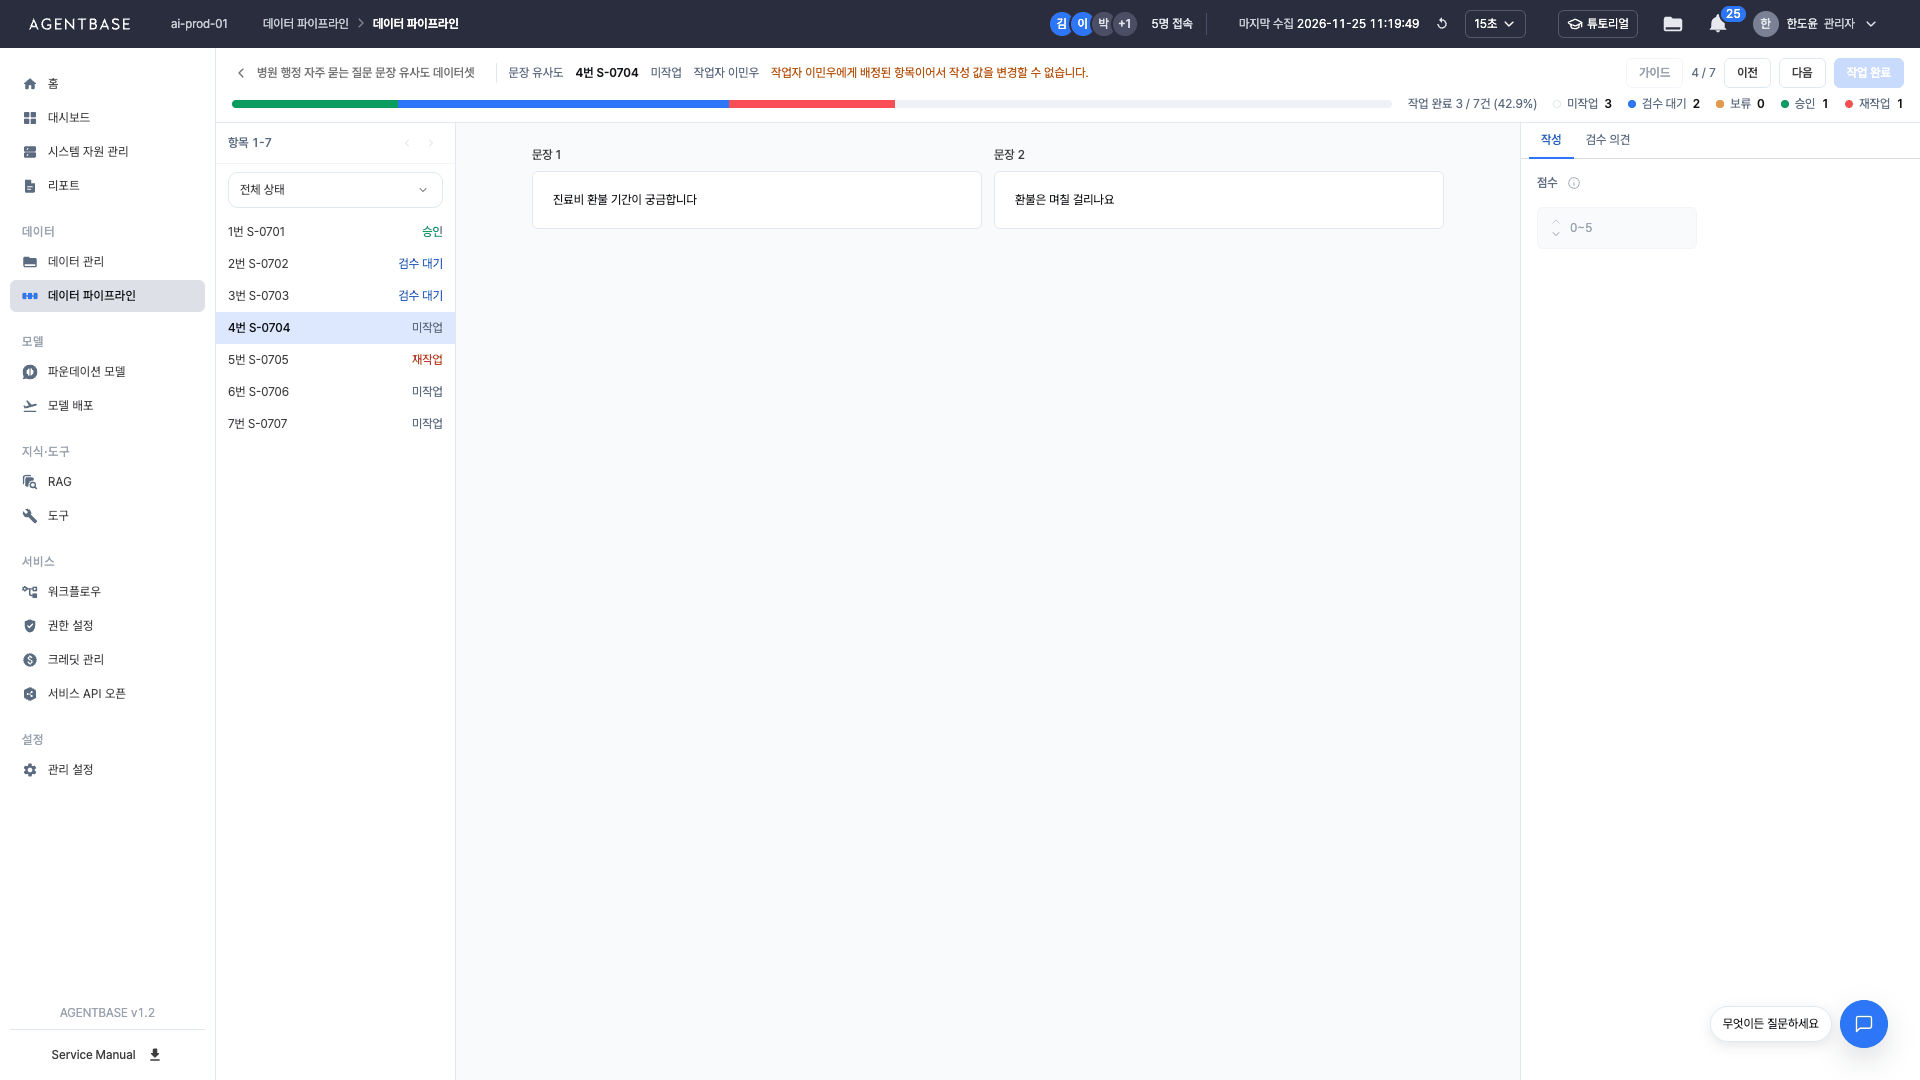 AGENTBASE
ai-prod-01
데이터 파이프라인 > 데이터 파이프라인
김 이 박 +1 5명 접속
마지막 수집 2026-11-25 11:19:49
15초
튜토리얼
25
한 한도윤 관리자
홈
대시보드
시스템 자원 관리
리포트
데이터
데이터 관리
데이터 파이프라인
모델
파운데이션 모델
모델 배포
지식·도구
RAG
도구
서비스
워크플로우
권한 설정
크레딧 관리
서비스 API 오픈
설정
관리 설정
AGENTBASE v1.2
Service Manual
병원 행정 자주 묻는 질문 문장 유사도 데이터셋
문장 유사도 4번 S-0704 미작업 작업자 이민우 작업자 이민우에게 배정된 항목이어서 작성 값을 변경할 수 없습니다.
가이드 4 / 7 이전 다음 작업 완료
작업 완료 3 / 7건 (42.9%) 미작업 3 검수 대기 2 보류 0 승인 1 재작업 1
항목 1-7
전체 상태
1번 S-0701 승인
2번 S-0702 검수 대기
3번 S-0703 검수 대기
4번 S-0704 미작업
5번 S-0705 재작업
6번 S-0706 미작업
7번 S-0707 미작업
문장 1
진료비 환불 기간이 궁금합니다
문장 2
환불은 며칠 걸리나요
작성 검수 의견
점수
0~5
무엇이든 질문하세요